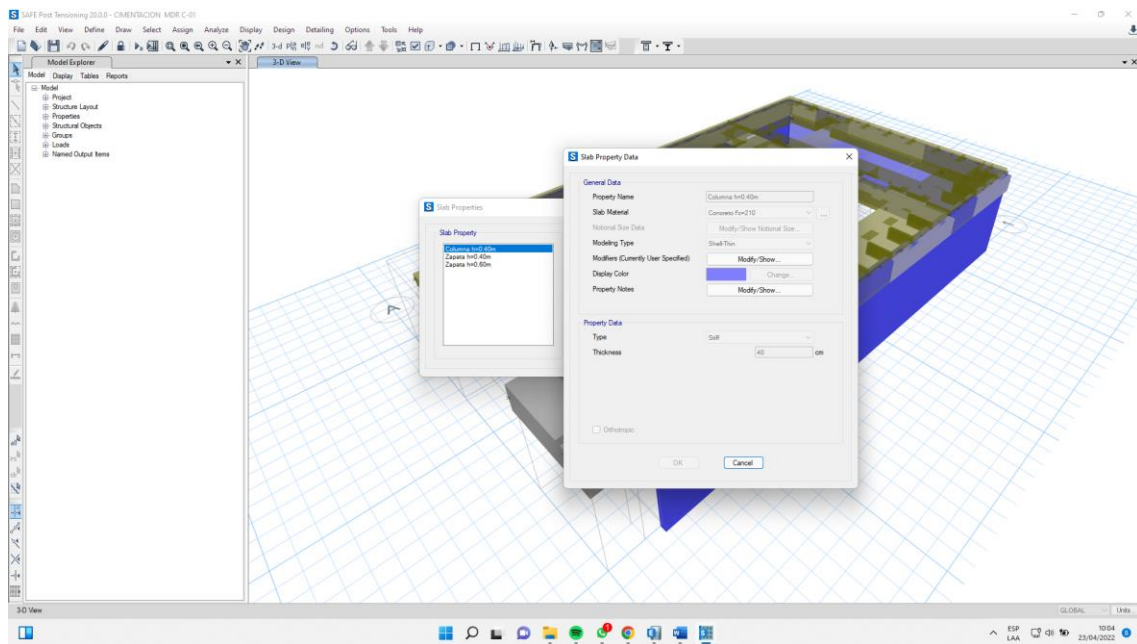 SAFE Post Tensioning 20.0.0 - CIMENTACION MDR C-01
File Edit View Define Draw Select Assign Analyze Display Design Detailing Options Tools Help
Model Explorer
3-D View
Model Display Tables Reports
Model
Project
Structure Layout
Properties
Structural Objects
Groups
Loads
Named Output Items
Slab Properties
Slab Property
Columna h=0.40m
Zapata h=0.40m
Zapata h=0.60m
Slab Property Data
General Data
Property Name Columna h=0.40m
Slab Material Concreto f'c=210 ...
Notional Size Data Modify/Show Notional Size...
Modeling Type Shell-Thin
Modifiers (Currently User Specified) Modify/Show...
Display Color Change...
Property Notes Modify/Show...
Property Data
Type Stiff
Thickness 40 cm
Orthotropic
OK Cancel
3-D View
GLOBAL Units
ESP
LAA
10:04
23/04/2022